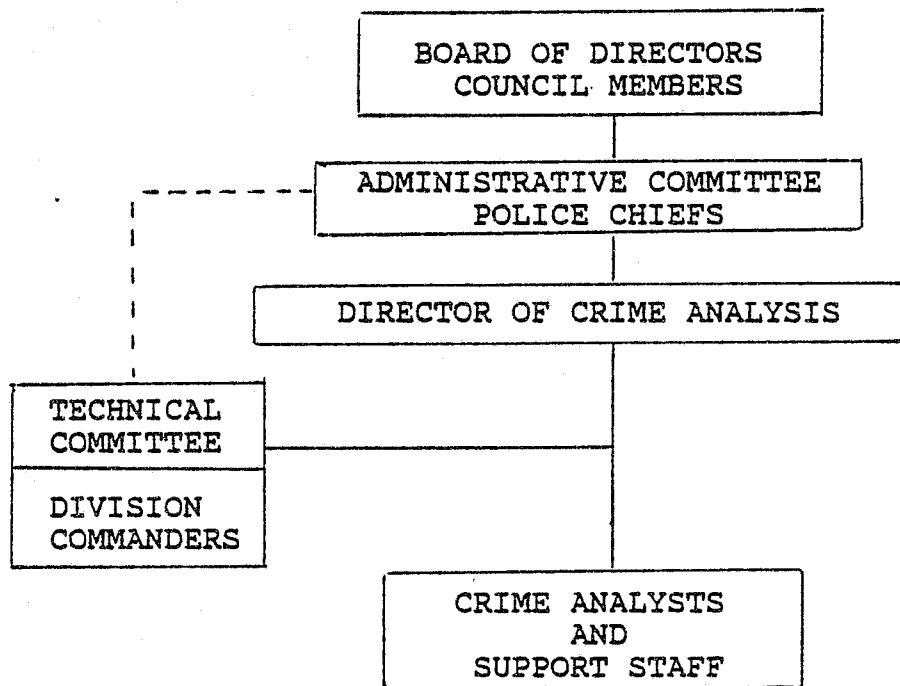 BOARD OF DIRECTORS
COUNCIL MEMBERS
ADMINISTRATIVE COMMITTEE
POLICE CHIEFS
DIRECTOR OF CRIME ANALYSIS
TECHNICAL
COMMITTEE
DIVISION
COMMANDERS
CRIME ANALYSTS
AND
SUPPORT STAFF